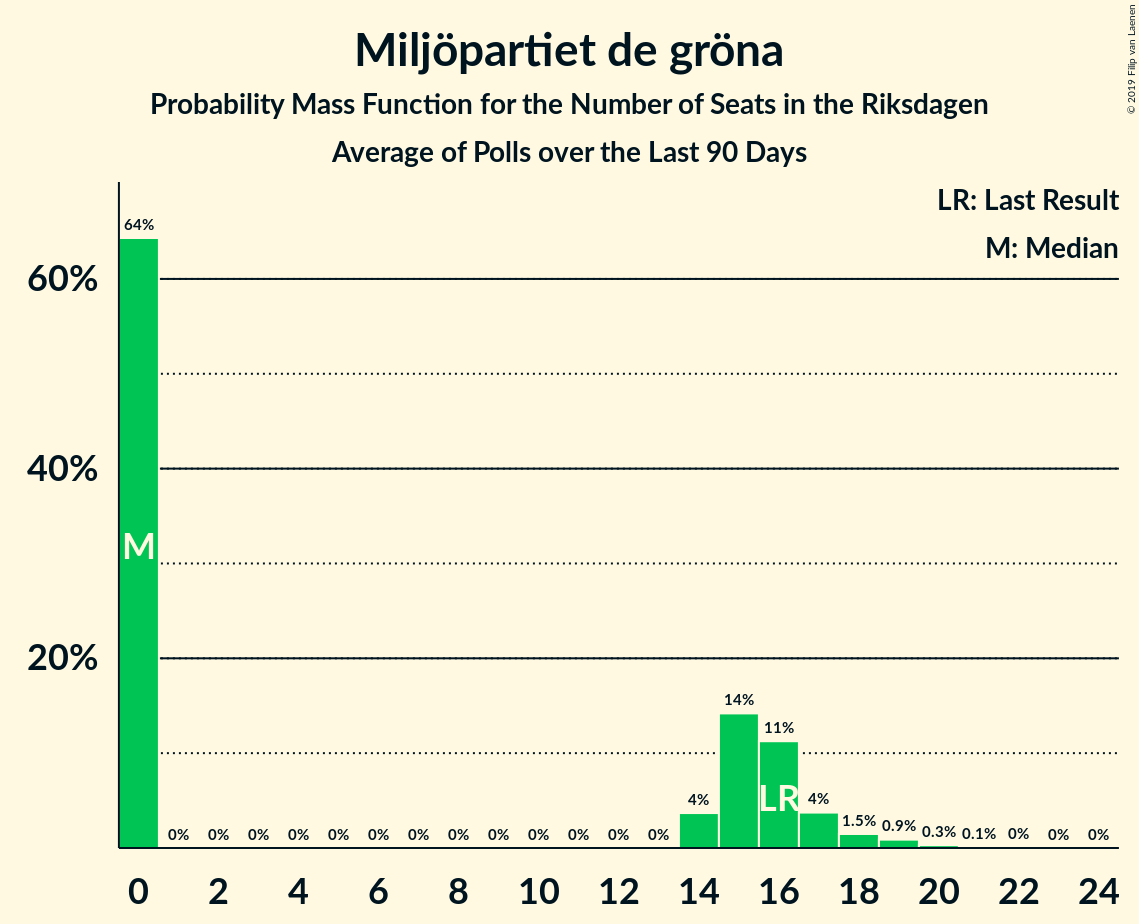 Miljöpartiet de gröna
Probability Mass Function for the Number of Seats in the Riksdagen
Average of Polls over the Last 90 Days
© 2019 Filip van Laenen
LR: Last Result
M: Median
60%
40%
20%
64% 0% 0% 0% 0% 0% 0% 0% 0% 0% 0% 0% 0% 0% 4% 14% 11% 4% 1.5% 0.9% 0.3% 0.1% 0% 0% 0%
M
LR
0 2 4 6 8 10 12 14 16 18 20 22 24